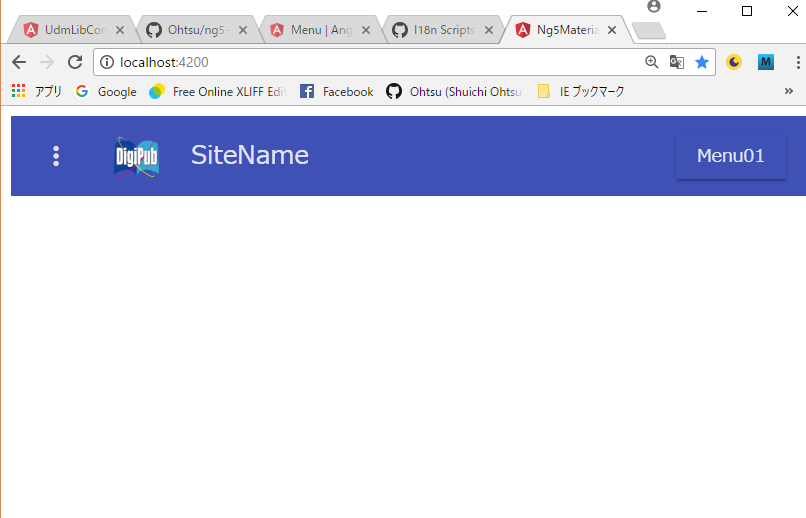 UdmLibCon
Ohtsu/ng5-
Menu | Ang
I18n Scripts
Ng5Materia
localhost:4200
アプリ
Google
Free Online XLIFF Edit
Facebook
Ohtsu (Shuichi Ohtsu
IE ブックマーク
M
DigiPub
SiteName
Menu01